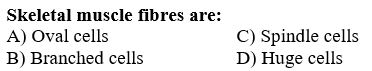 Skeletal muscle fibres are:
A) Oval cells C) Spindle cells
B) Branched cells D) Huge cells